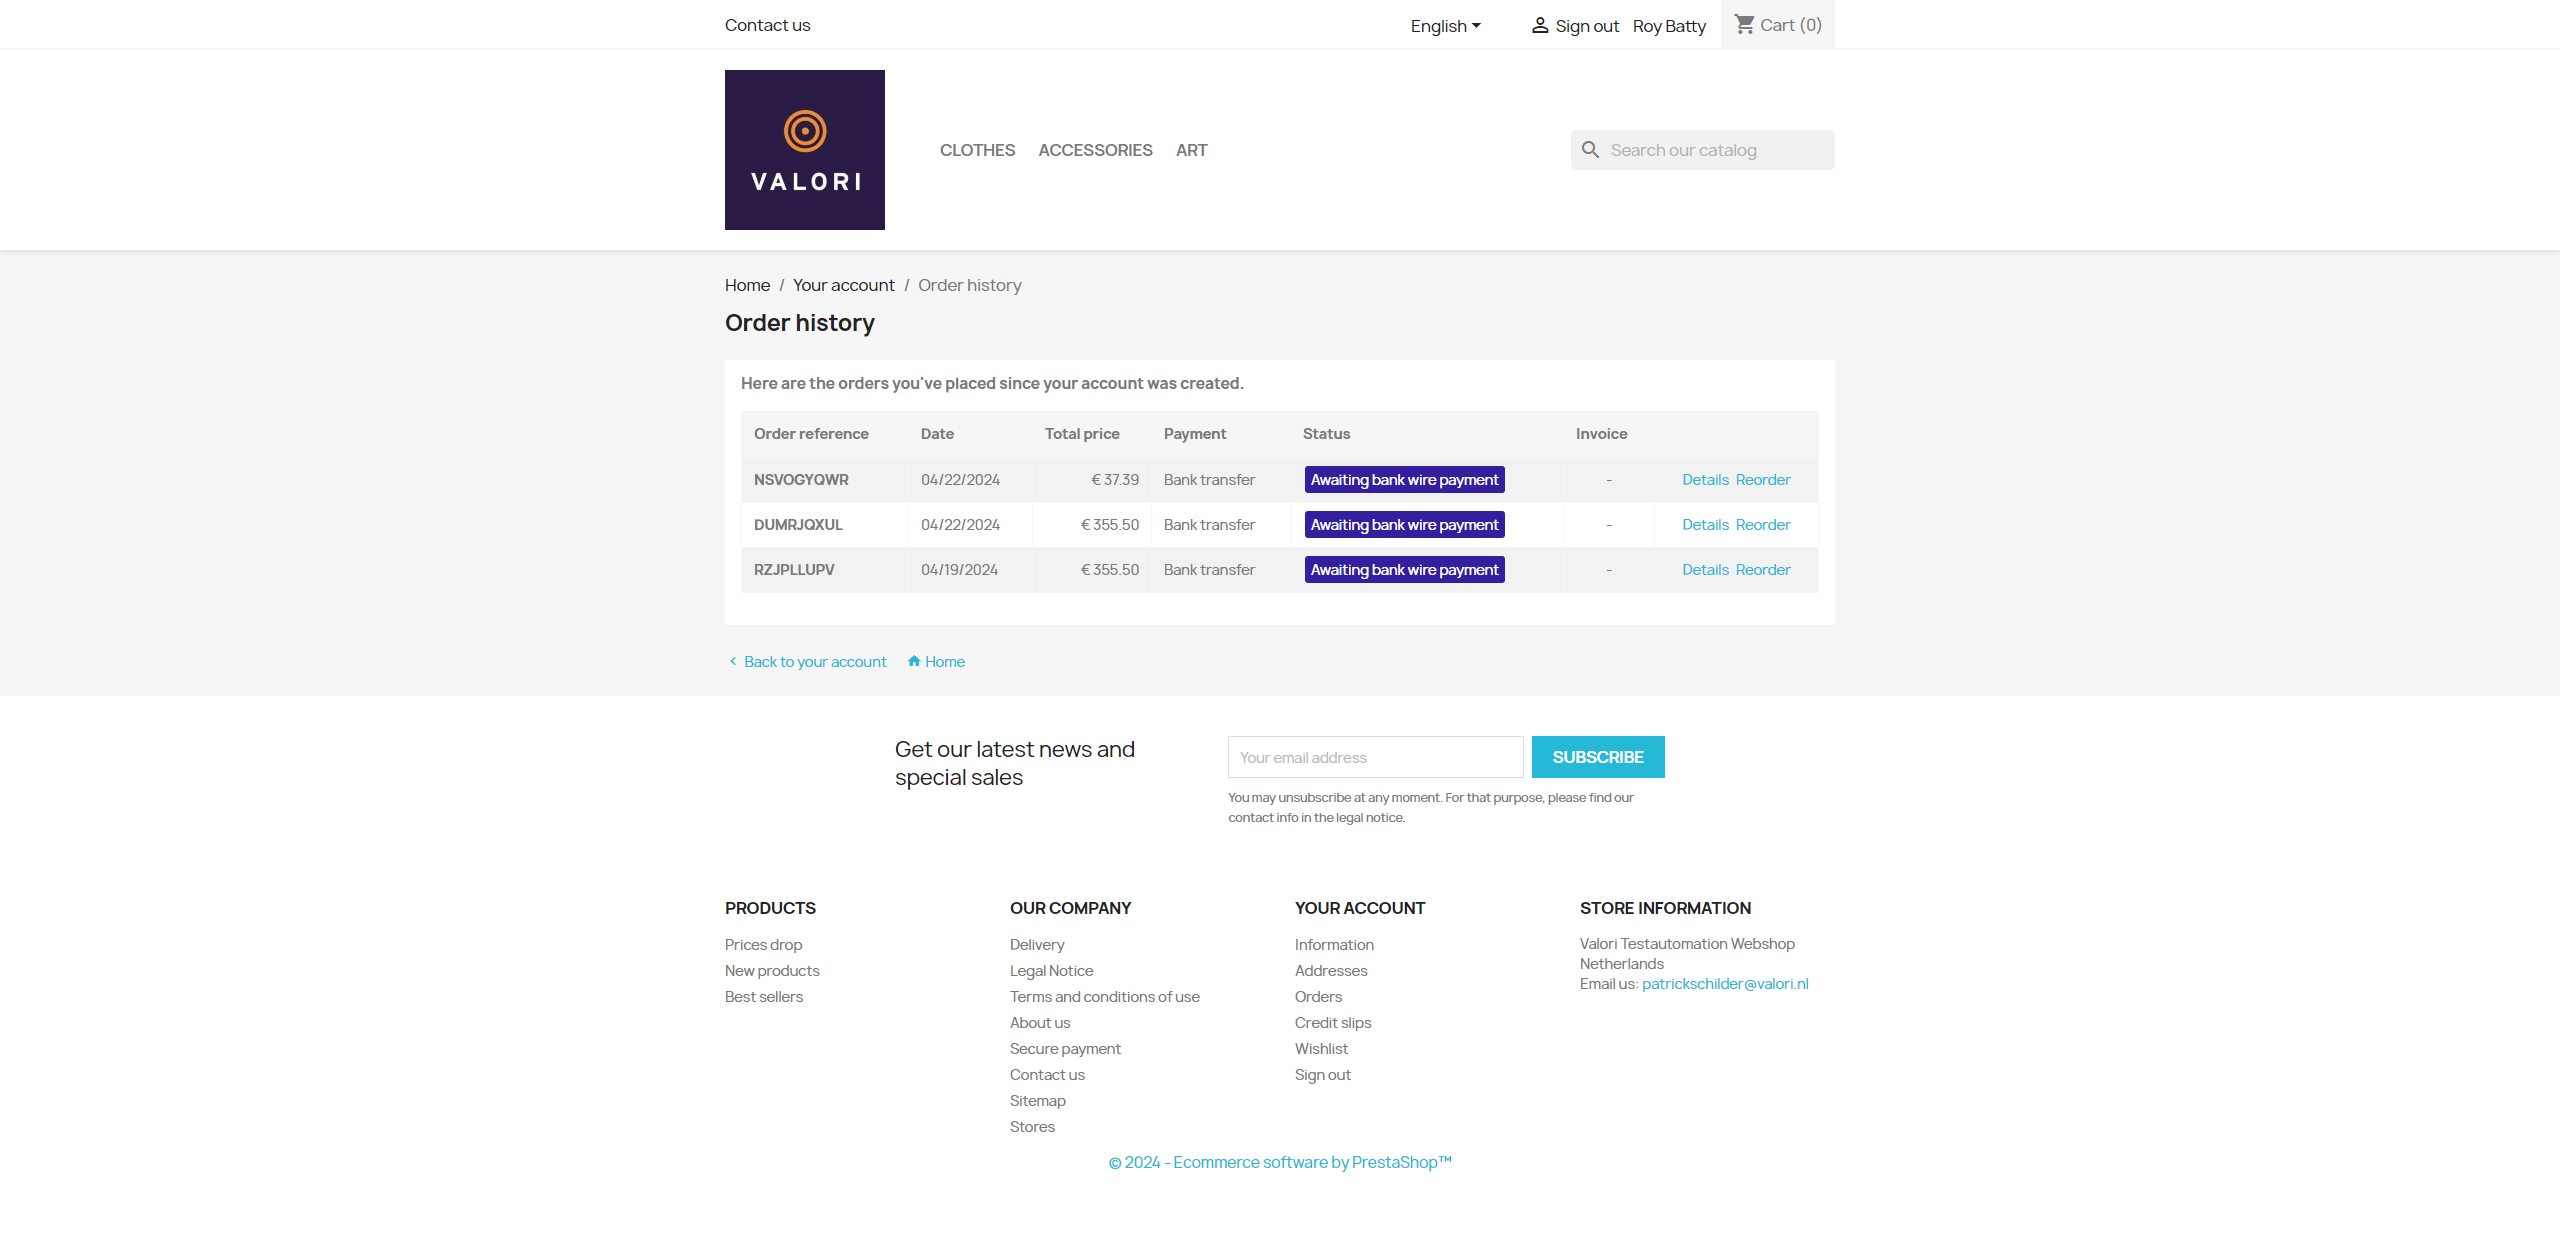 Contact us
English
Sign out
Roy Batty
Cart (0)
VALORI
CLOTHES
ACCESSORIES
ART
Search our catalog
Home / Your account / Order history
Order history
Here are the orders you've placed since your account was created.
Order reference Date Total price Payment Status Invoice
NSVOGYQWR 04/22/2024 € 37.39 Bank transfer Awaiting bank wire payment - Details Reorder
DUMRJQXUL 04/22/2024 € 355.50 Bank transfer Awaiting bank wire payment - Details Reorder
RZJPLLUPV 04/19/2024 € 355.50 Bank transfer Awaiting bank wire payment - Details Reorder
Back to your account
Home
Get our latest news and
special sales
Your email address
SUBSCRIBE
You may unsubscribe at any moment. For that purpose, please find our
contact info in the legal notice.
PRODUCTS
Prices drop
New products
Best sellers
OUR COMPANY
Delivery
Legal Notice
Terms and conditions of use
About us
Secure payment
Contact us
Sitemap
Stores
YOUR ACCOUNT
Information
Addresses
Orders
Credit slips
Wishlist
Sign out
STORE INFORMATION
Valori Testautomation Webshop
Netherlands
Email us: patrickschilder@valori.nl
© 2024 - Ecommerce software by PrestaShop™